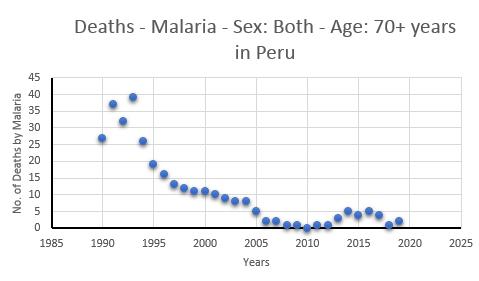 Deaths - Malaria - Sex: Both - Age: 70+ years
in Peru
No. of Deaths by Malaria
45
40
35
30
25
20
15
10
5
0
1985 1990 1995 2000 2005 2010 2015 2020 2025
Years